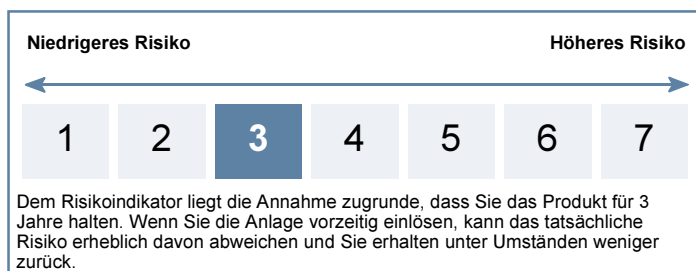 Niedrigeres Risiko Höheres Risiko
1 2 3 4 5 6 7
Dem Risikoindikator liegt die Annahme zugrunde, dass Sie das Produkt für 3
Jahre halten. Wenn Sie die Anlage vorzeitig einlösen, kann das tatsächliche
Risiko erheblich davon abweichen und Sie erhalten unter Umständen weniger
zurück.